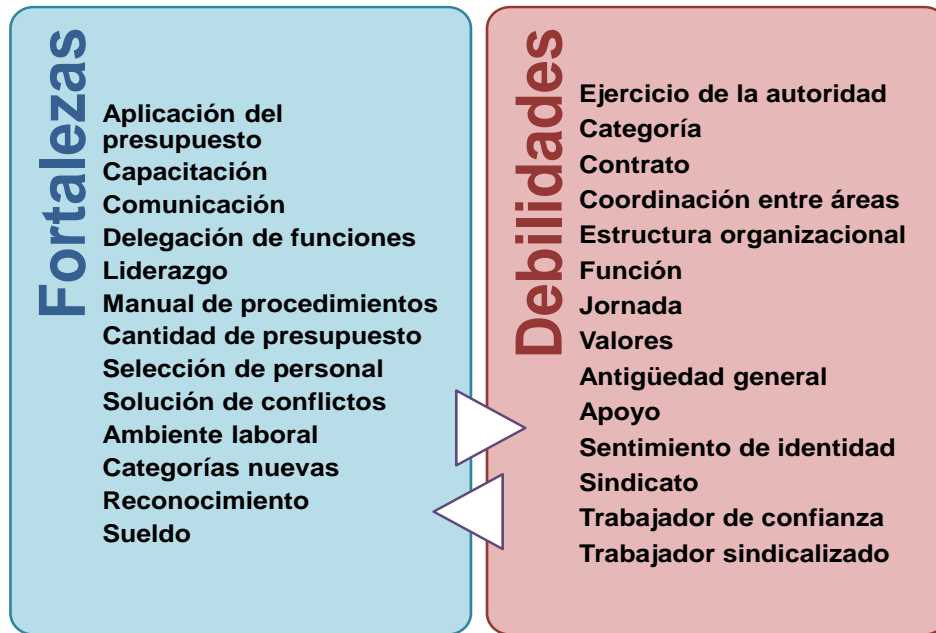 Fortalezas
Aplicación del
presupuesto
Capacitación
Comunicación
Delegación de funciones
Liderazgo
Manual de procedimientos
Cantidad de presupuesto
Selección de personal
Solución de conflictos
Ambiente laboral
Categorías nuevas
Reconocimiento
Sueldo
Debilidades
Ejercicio de la autoridad
Categoría
Contrato
Coordinación entre áreas
Estructura organizacional
Función
Jornada
Valores
Antigüedad general
Apoyo
Sentimiento de identidad
Sindicato
Trabajador de confianza
Trabajador sindicalizado